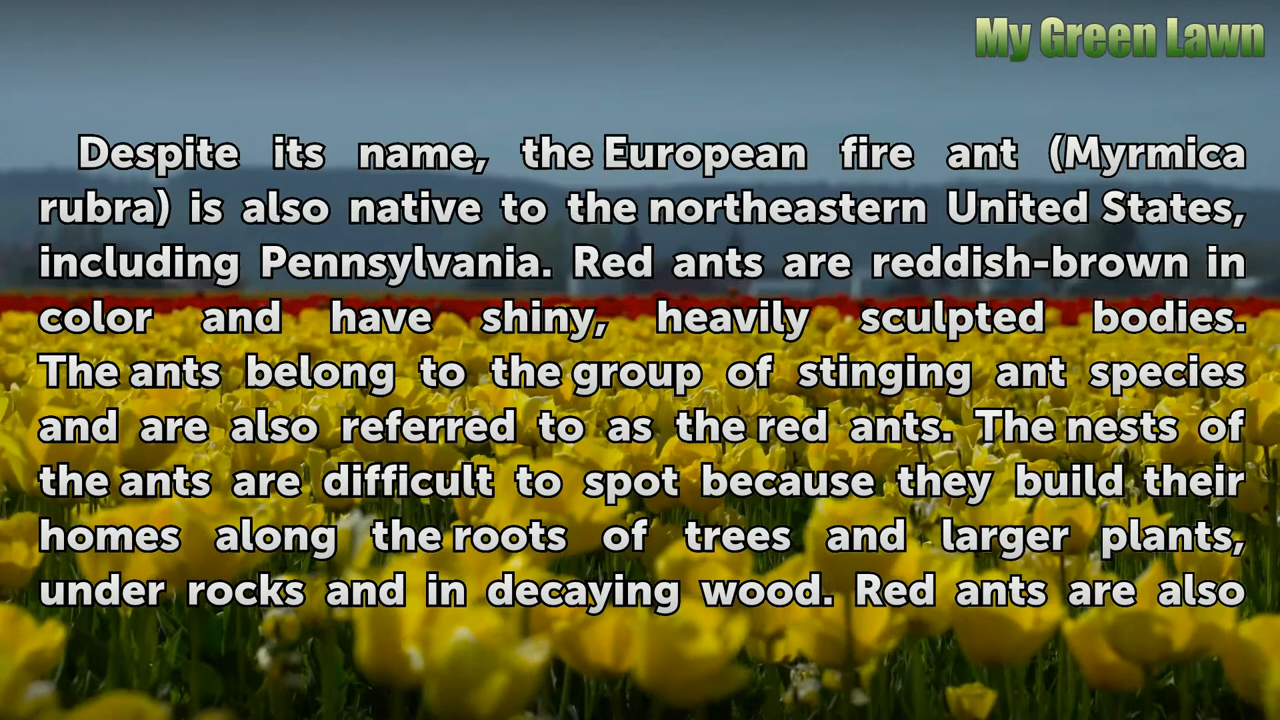 My Green Lawn
Despite its name, the European fire ant (Myrmica
rubra) is also native to the northeastern United States,
including Pennsylvania. Red ants are reddish-brown in
color and have shiny, heavily sculpted bodies.
The ants belong to the group of stinging ant species
and are also referred to as the red ants. The nests of
the ants are difficult to spot because they build their
homes along the roots of trees and larger plants,
under rocks and in decaying wood. Red ants are also